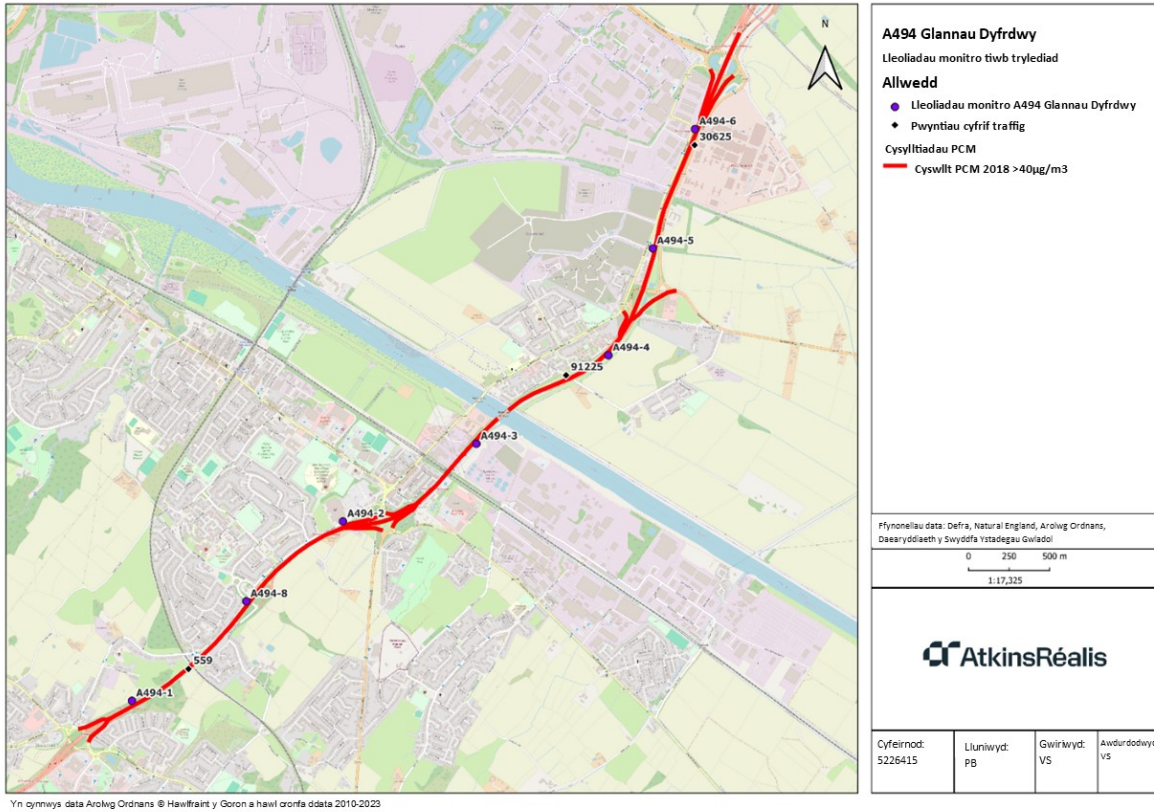 N
A494-6
30625
A494-5
A494-4
91225
A494-3
A494-2
A494-8
559
A494-1
A494 Glannau Dyfrdwy
Lleoliadau monitro tiwb trylediad
Allwedd
Lleoliadau monitro A494 Glannau Dyfrdwy
Pwyntiau cyfrif traffig
Cysylltiadau PCM
Cyswllt PCM 2018 >40µg/m3
Ffynonellau data: Defra, Natural England, Arolwg Ordnans,
Daearyddiaeth y Swyddfa Ystadegau Gwladol
0 250 500 m
1:17,325
AtkinsRéalis
Cyfeirnod: Lluniwyd: Gwiriwyd: Awdurdodwyd
5226415 PB VS VS
Yn cynnwys data Arolwg Ordnans © Hawlfraint y Goron a hawl cronfa ddata 2010-2023